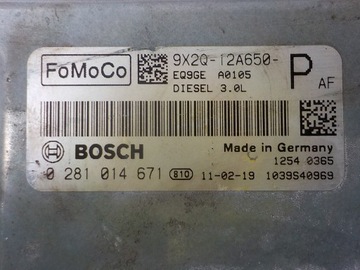 FoMoCo
9X2Q-12A650-
P AF
EQ9GE A0105
DIESEL 3.0L
BOSCH
Made in Germany
1254 0365
0 281 014 671 810 11-02-19 1039S40969